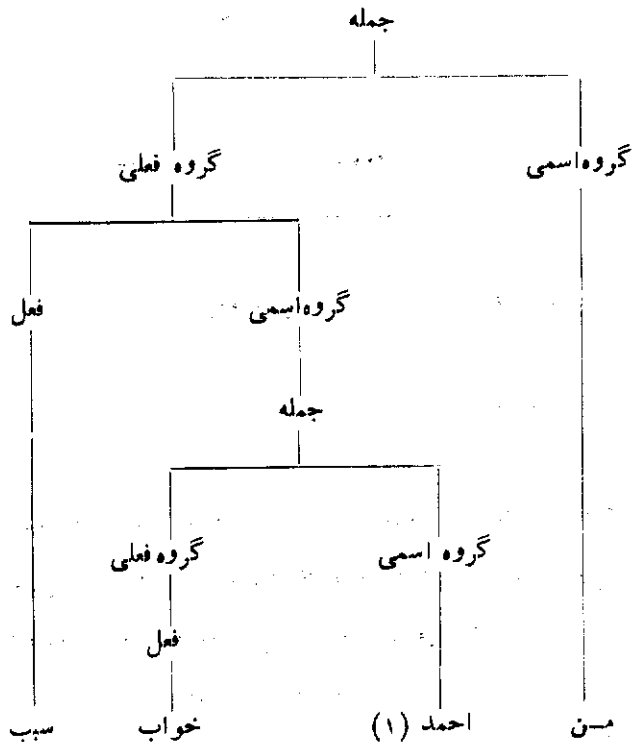 جمله
گروه اسمی گروه فعلی
گروه اسمی فعل
جمله
گروه اسمی گروه فعلی
فعل
من احمد (۱) خواب سبب